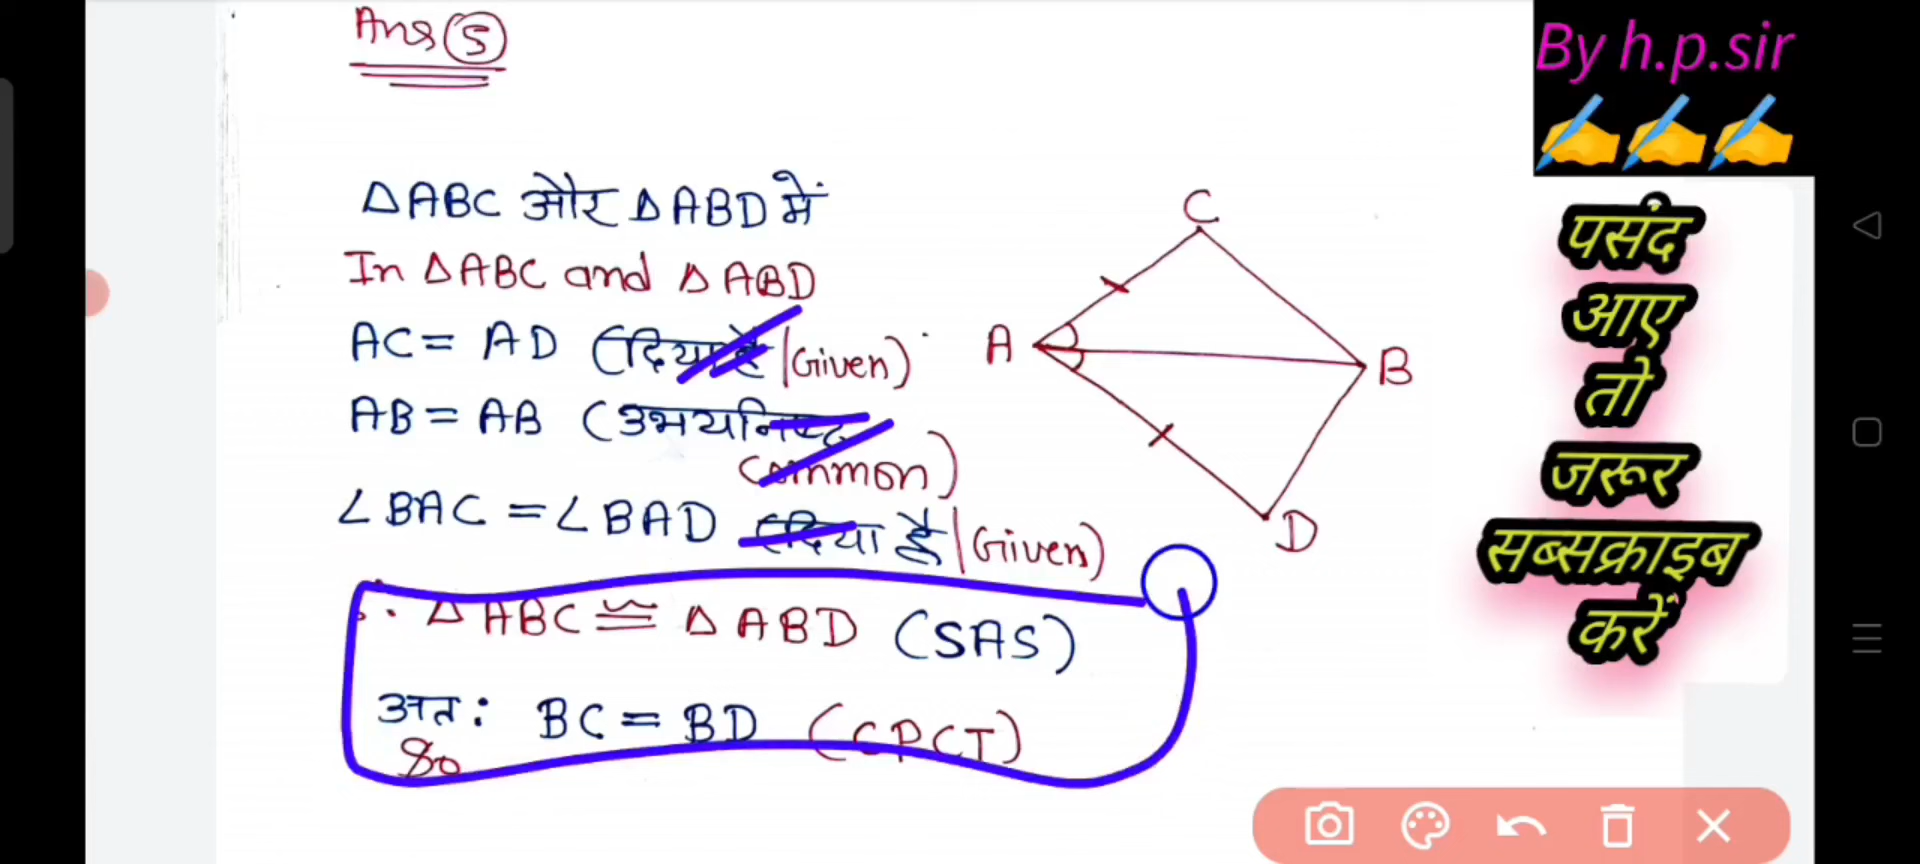 Ans 5
ΔABC और ΔABD में
In ΔABC and ΔABD
AC = AD (दिया है/Given)
AB = AB (उभयनिष्ठ
Common)
∠BAC = ∠BAD (दिया है/Given)
∴ ΔABC ≅ ΔABD (SAS)
अतः BC = BD (CPCT)
So
C
A
B
D
By h.p.sir
✍✍✍
पसंद
आए
तो
जरूर
सब्सक्राइब
करें